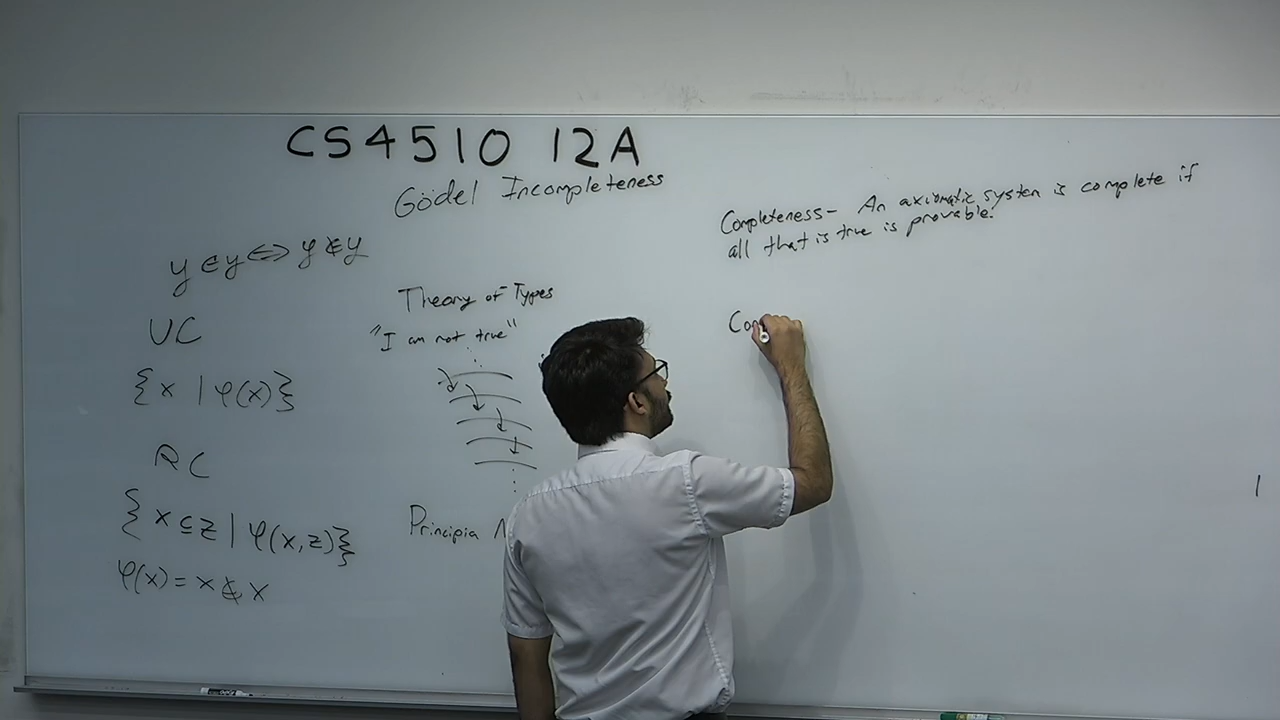 CS4510 12A
Gödel Incompleteness
y∈y⇔y∉y
UC
{x | φ(x)}
RC
{x⊆z | φ(x,z)}
φ(x)=x∉x
Theory of Types
"I am not true"
Principia
Completeness- An axiomatic system is complete if
all that is true is provable.
Co